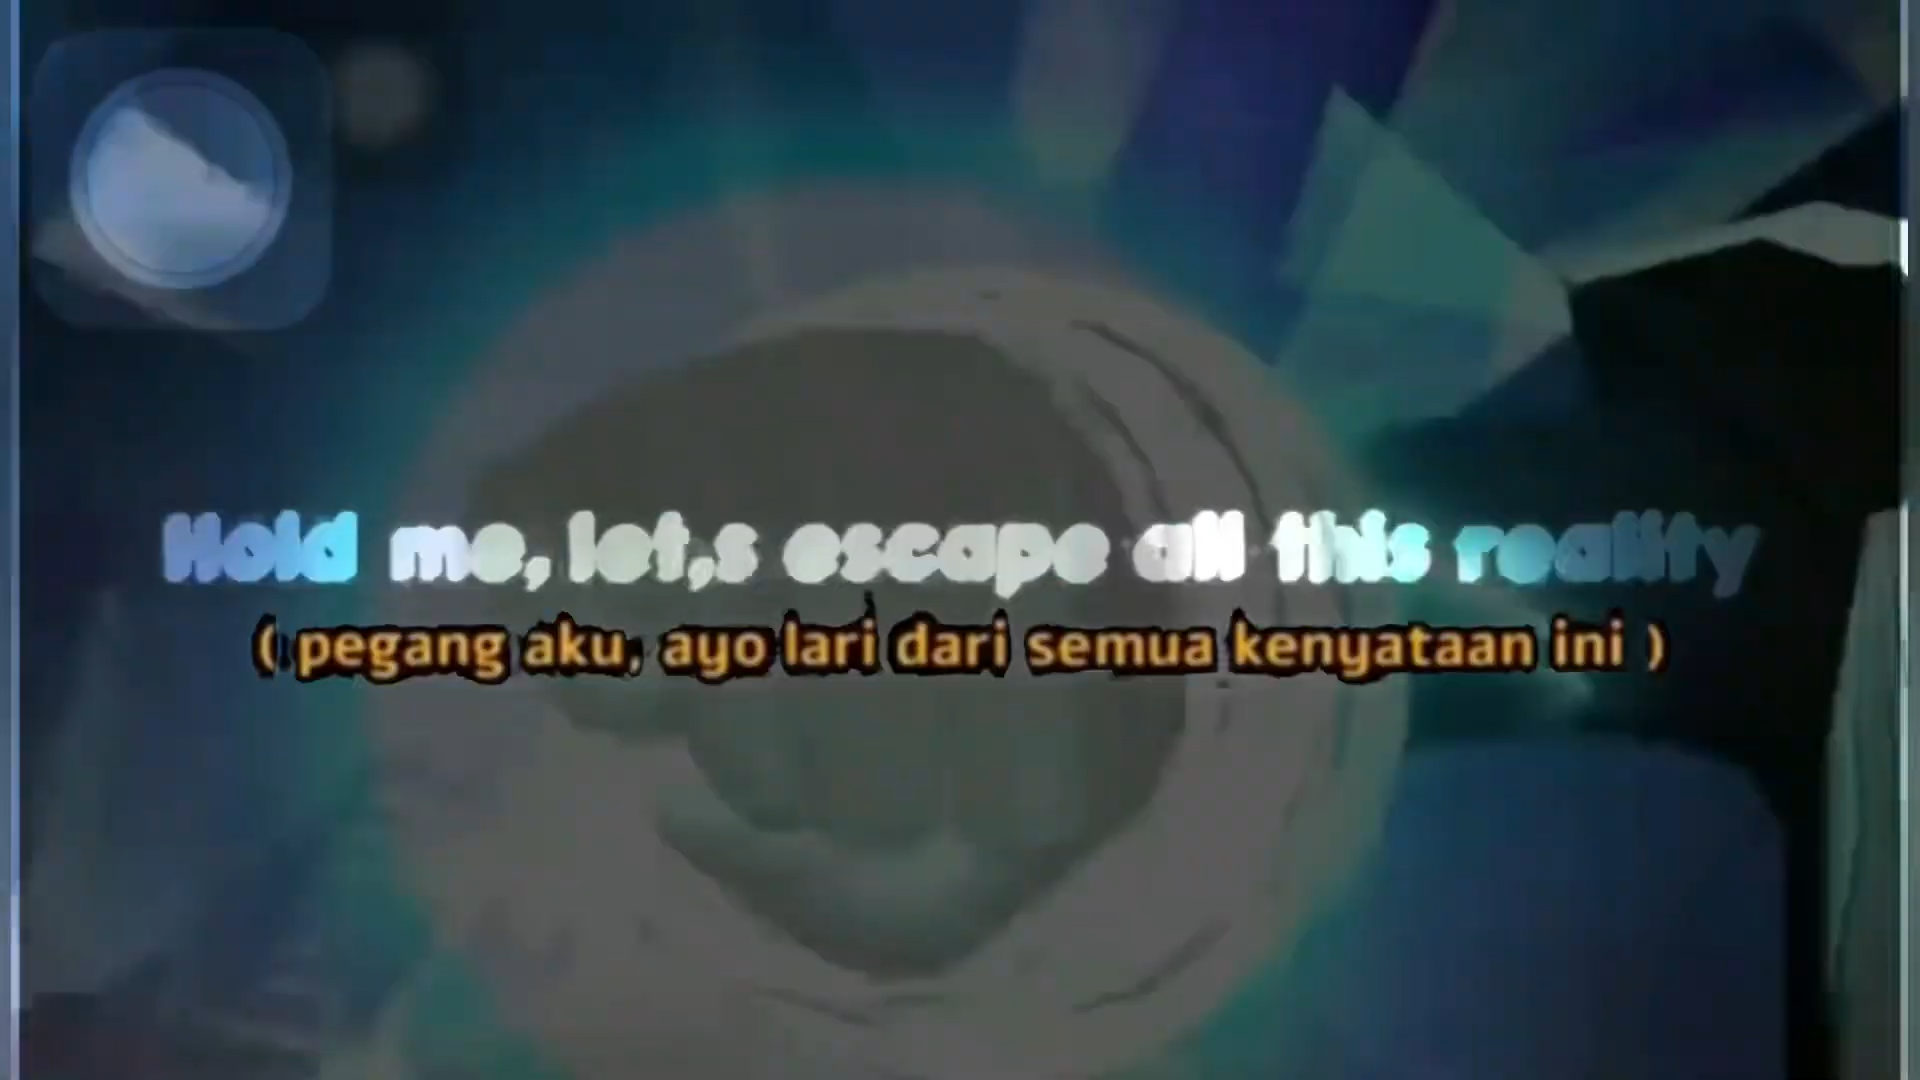 Hold me, let,s escape all this reality
( pegang aku, ayo lari dari semua kenyataan ini )